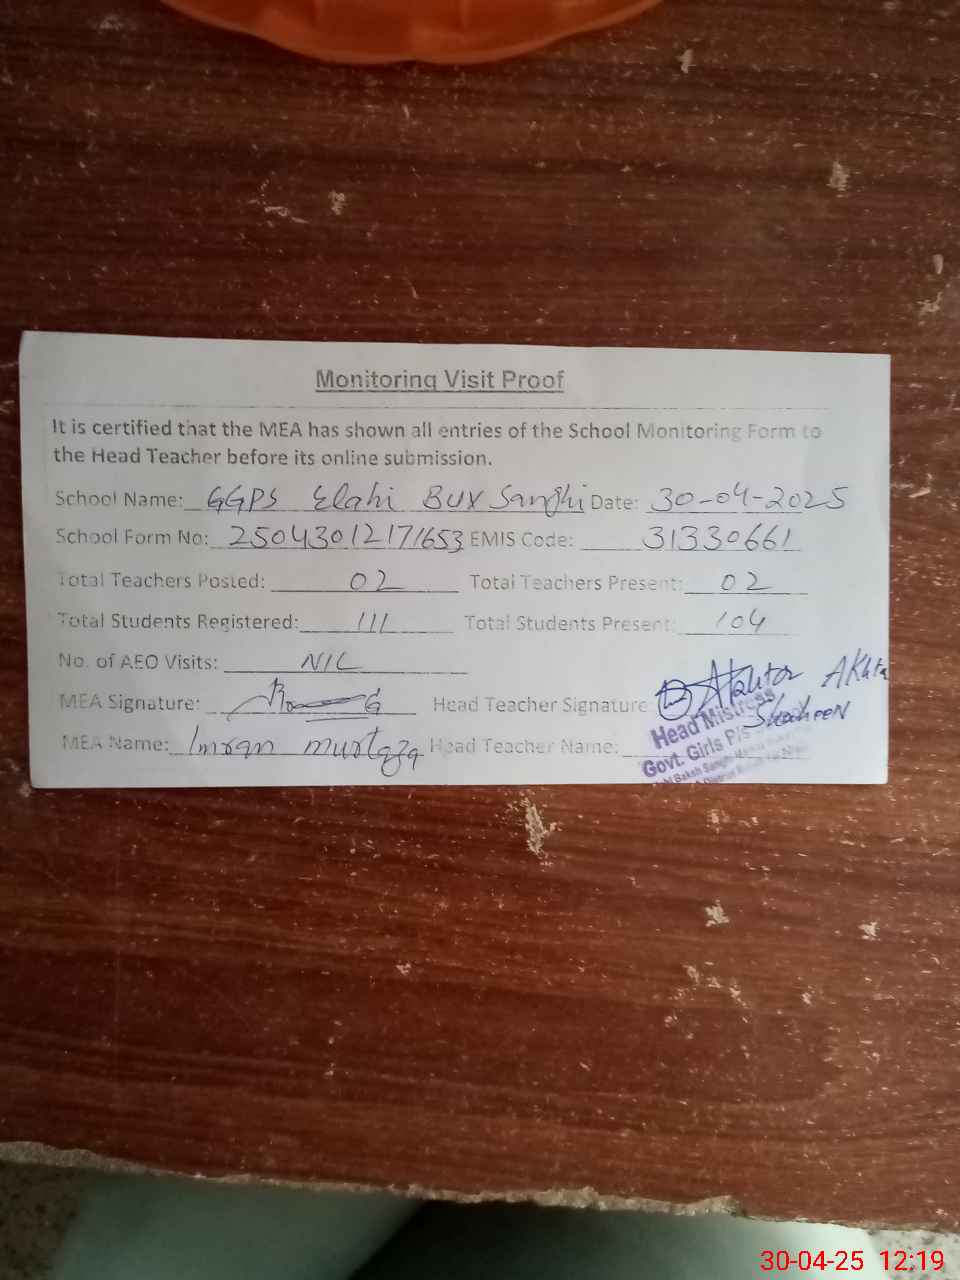 Monitoring Visit Proof
It is certified that the MEA has shown all entries of the School Monitoring Form to
the Head Teacher before its online submission.
School Name: GGPS Elahi Bux Sanghi Date: 30-04-2025
School Form No: 25043012171653 EMIS Code: 31330661
Total Teachers Posted: 02 Total Teachers Present: 02
Total Students Registered: 111 Total Students Present: 104
No. of AEO Visits: NIL
MEA Signature: Head Teacher Signature: Akhtar
MEA Name: Imran murtaza Head Teacher Name: Shaheen
Head Mistress
Govt. Girls P/S
30-04-25 12:19